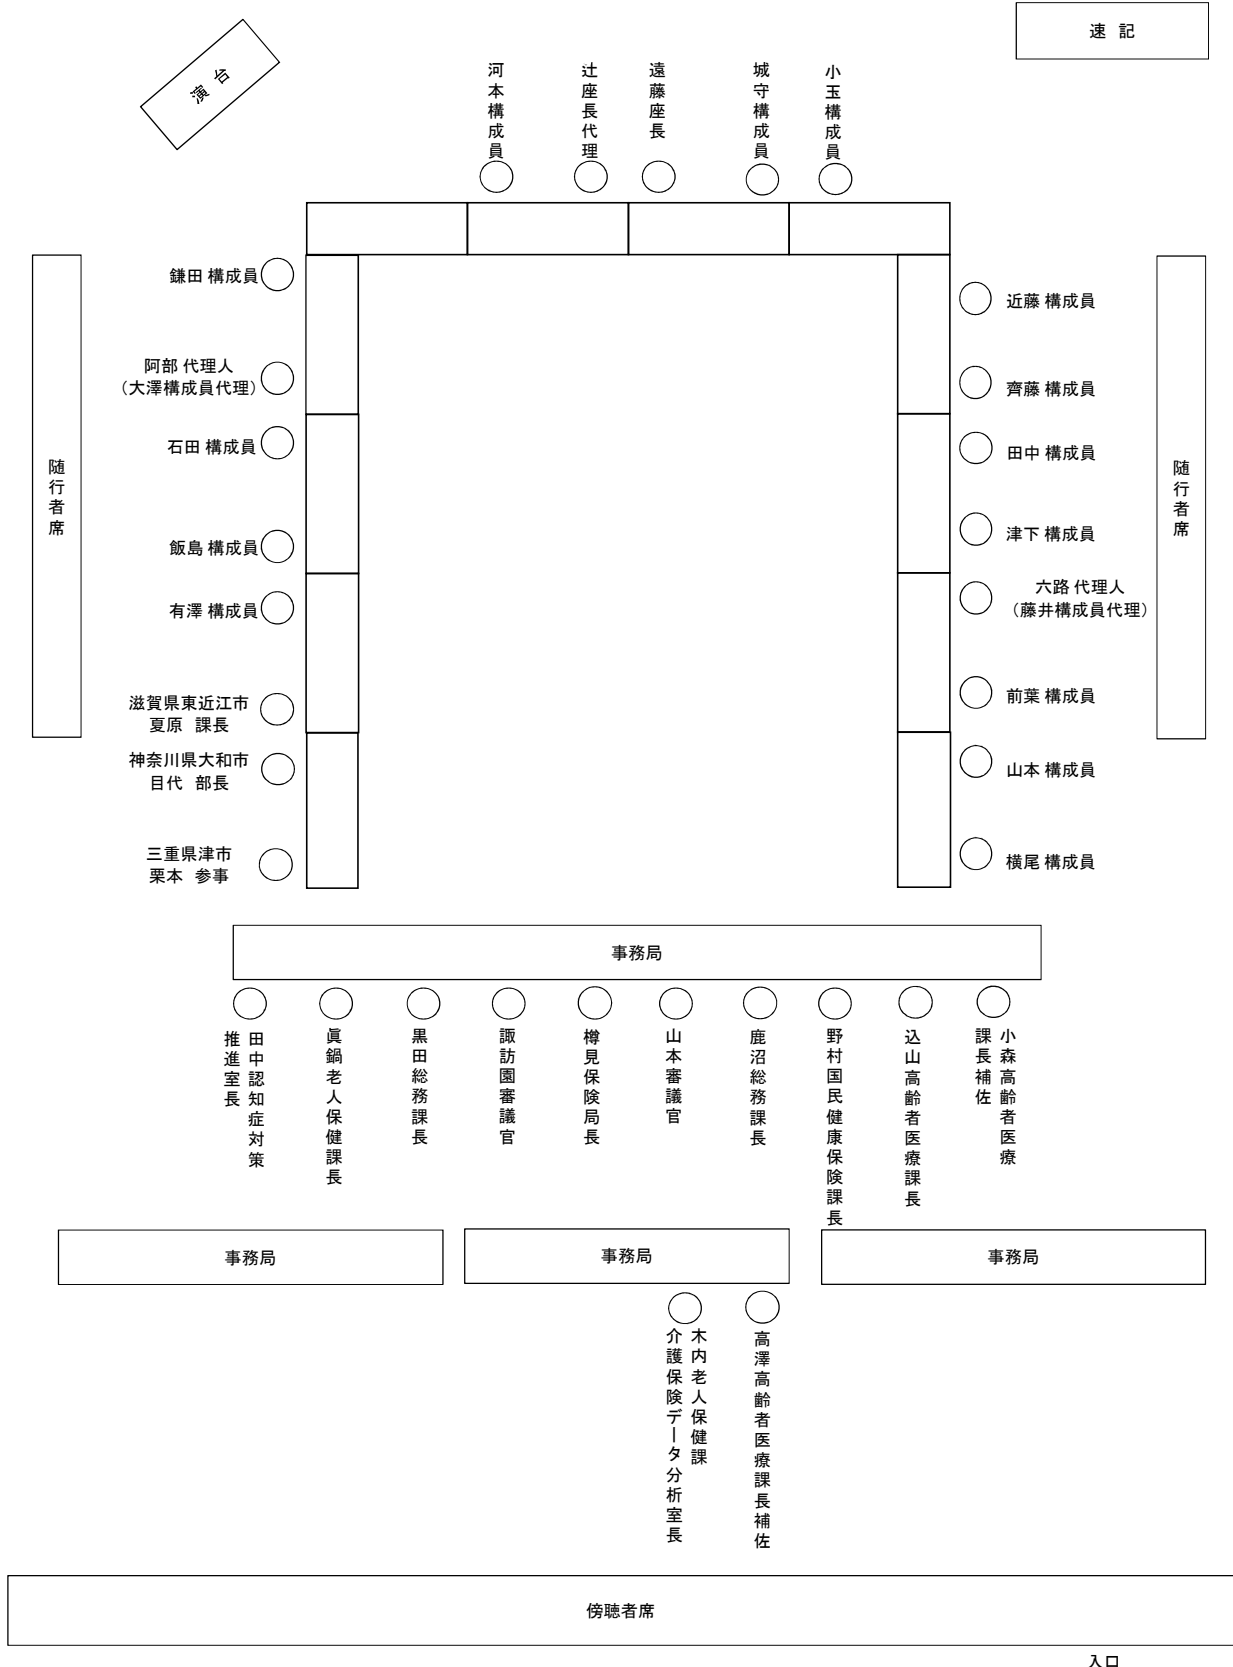 速 記
演 台
河本構成員
辻座長代理
遠藤座長
城守構成員
小玉構成員
鎌田 構成員
阿部 代理人
（大澤構成員代理）
石田 構成員
飯島 構成員
有澤 構成員
滋賀県東近江市
夏原 課長
神奈川県大和市
目代 部長
三重県津市
栗本 参事
随行者席
近藤 構成員
齊藤 構成員
田中 構成員
津下 構成員
六路 代理人
（藤井構成員代理）
前葉 構成員
山本 構成員
横尾 構成員
随行者席
事務局
田中認知症対策
推進室長
眞鍋老人保健課長
黒田総務課長
諏訪園審議官
樽見保険局長
山本審議官
鹿沼総務課長
野村国民健康保険課長
込山高齢者医療課長
小森高齢者医療
課長補佐
事務局
事務局
事務局
木内老人保健課
介護保険データ分析室長
高澤高齢者医療課長補佐
傍聴者席
入口